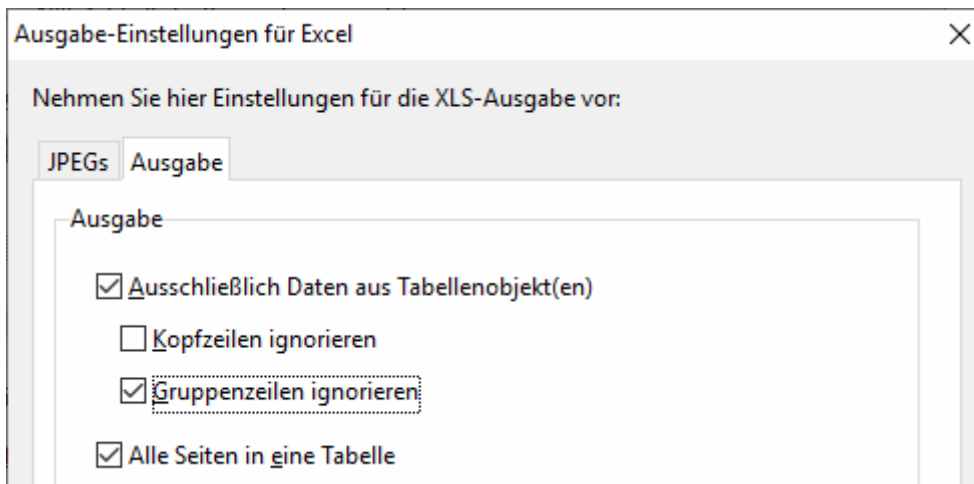 Ausgabe-Einstellungen für Excel
Nehmen Sie hier Einstellungen für die XLS-Ausgabe vor:
JPEGs Ausgabe
Ausgabe
Ausschließlich Daten aus Tabellenobjekt(en)
Kopfzeilen ignorieren
Gruppenzeilen ignorieren
Alle Seiten in eine Tabelle